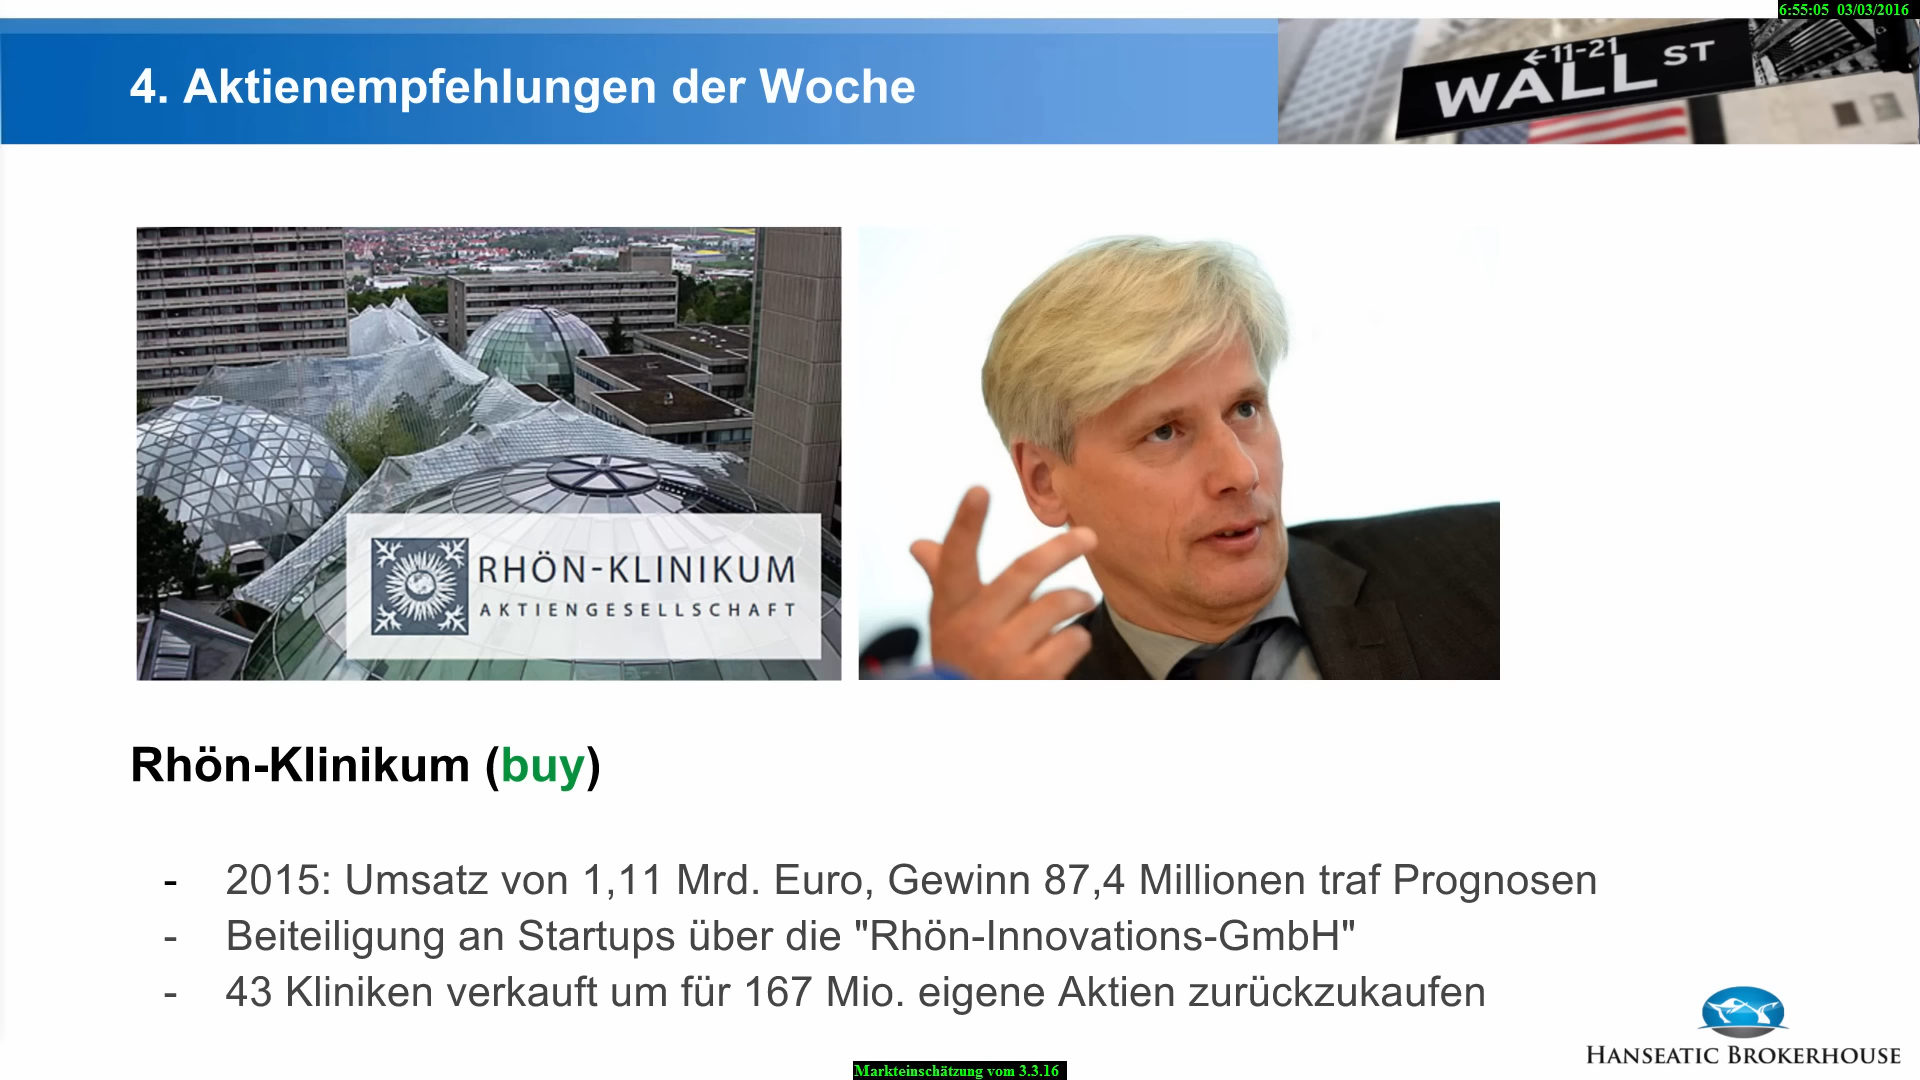 6:55:05 03/03/2016
4. Aktienempfehlungen der Woche
←11-21
WALL ST
RHÖN-KLINIKUM
AKTIENGESELLSCHAFT
Rhön-Klinikum (buy)
- 2015: Umsatz von 1,11 Mrd. Euro, Gewinn 87,4 Millionen traf Prognosen
- Beiteiligung an Startups über die "Rhön-Innovations-GmbH"
- 43 Kliniken verkauft um für 167 Mio. eigene Aktien zurückzukaufen
HANSEATIC BROKERHOUSE
Markteinschätzung vom 3.3.16